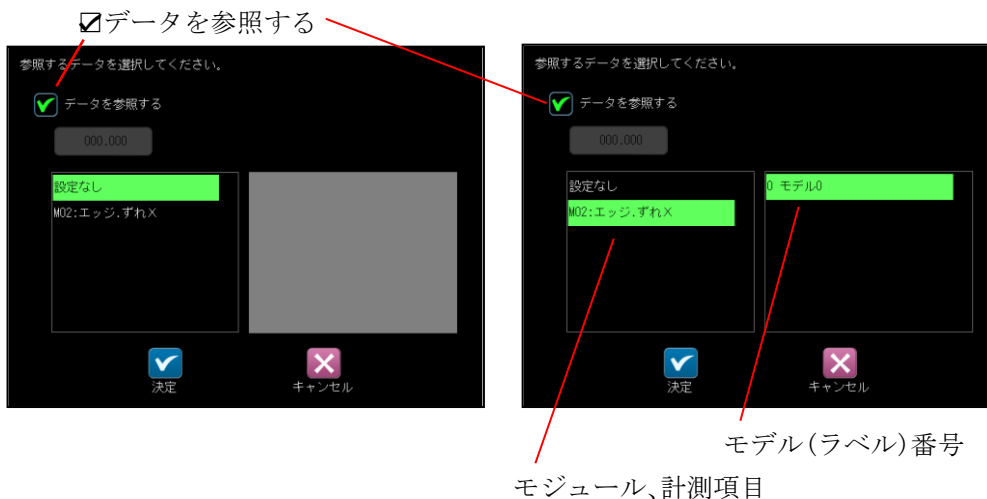 ☑データを参照する
参照するデータを選択してください。
データを参照する
000.000
設定なし
M02:エッジ.ずれX
決定
キャンセル
参照するデータを選択してください。
データを参照する
000.000
設定なし
M02:エッジ.ずれX
0 モデル0
決定
キャンセル
モデル(ラベル)番号
モジュール、計測項目